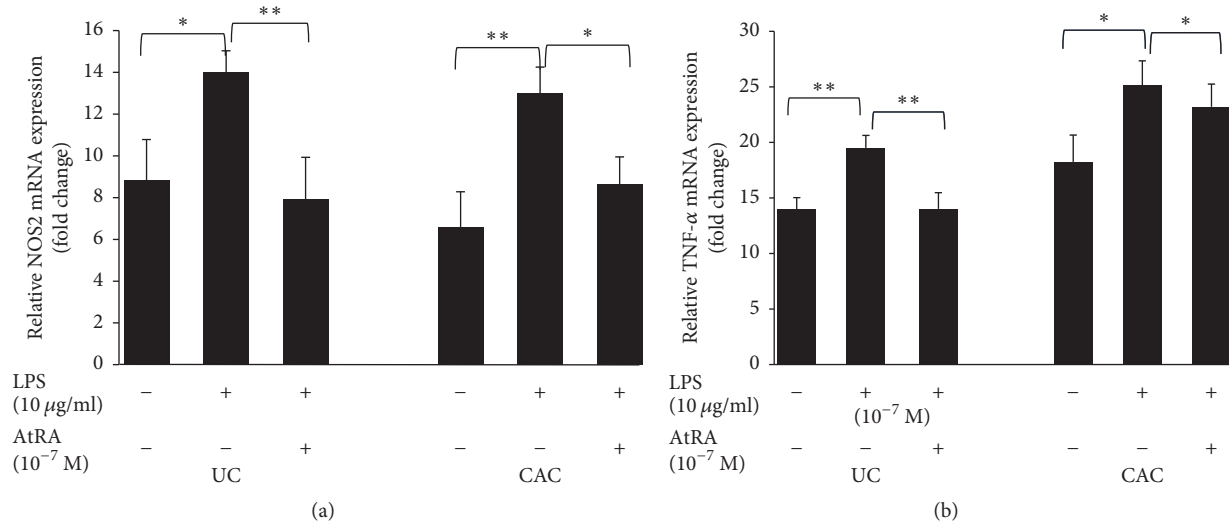 (a)
16
14
12
10
8
6
4
2
0
Relative NOS2 mRNA expression
(fold change)
* ** ** *
LPS
(10 μg/ml)
− + + − + +
AtRA
(10⁻⁷ M)
− − + − − +
UC CAC
(a)
30
25
20
15
10
5
0
Relative TNF-α mRNA expression
(fold change)
** ** * *
LPS
(10 μg/ml)
− + + − + +
(10⁻⁷ M)
AtRA
(10⁻⁷ M)
− − + − − +
UC CAC
(b)